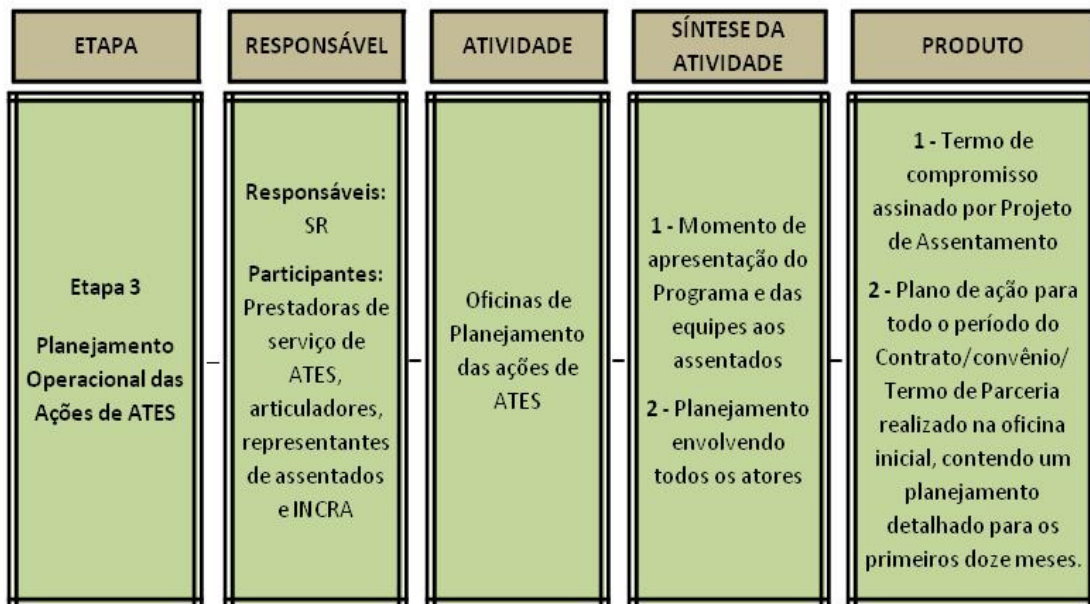 ETAPA
RESPONSÁVEL
ATIVIDADE
SÍNTESE DA
ATIVIDADE
PRODUTO
Etapa 3
Planejamento
Operacional das
Ações de ATES
Responsáveis:
SR
Participantes:
Prestadoras de
serviço de
ATES,
articuladores,
representantes
de assentados
e INCRA
Oficinas de
Planejamento
das ações de
ATES
1 - Momento de
apresentação do
Programa e das
equipes aos
assentados
2 - Planejamento
envolvendo
todos os atores
1 - Termo de
compromisso
assinado por Projeto
de Assentamento
2 - Plano de ação para
todo o período do
Contrato/convênio/
Termo de Parceria
realizado na oficina
inicial, contendo um
planejamento
detalhado para os
primeiros doze meses.